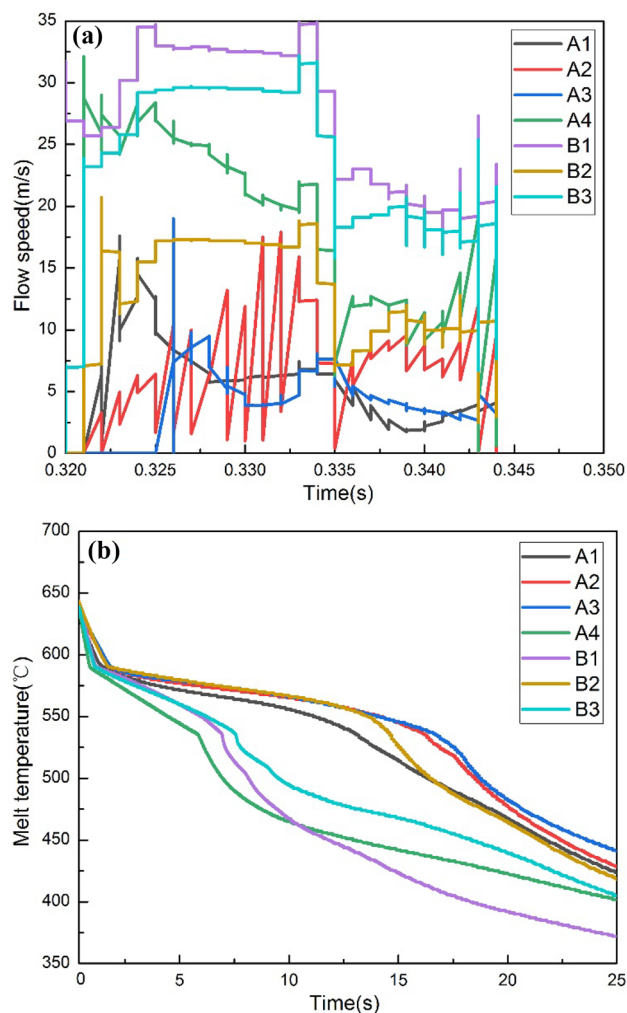 (a)
35
30
25
20
15
10
5
0
Flow speed(m/s)
A1
A2
A3
A4
B1
B2
B3
0.320 0.325 0.330 0.335 0.340 0.345 0.350
Time(s)
(b)
700
650
600
550
500
450
400
350
Melt temperature(℃)
A1
A2
A3
A4
B1
B2
B3
0 5 10 15 20 25
Time(s)